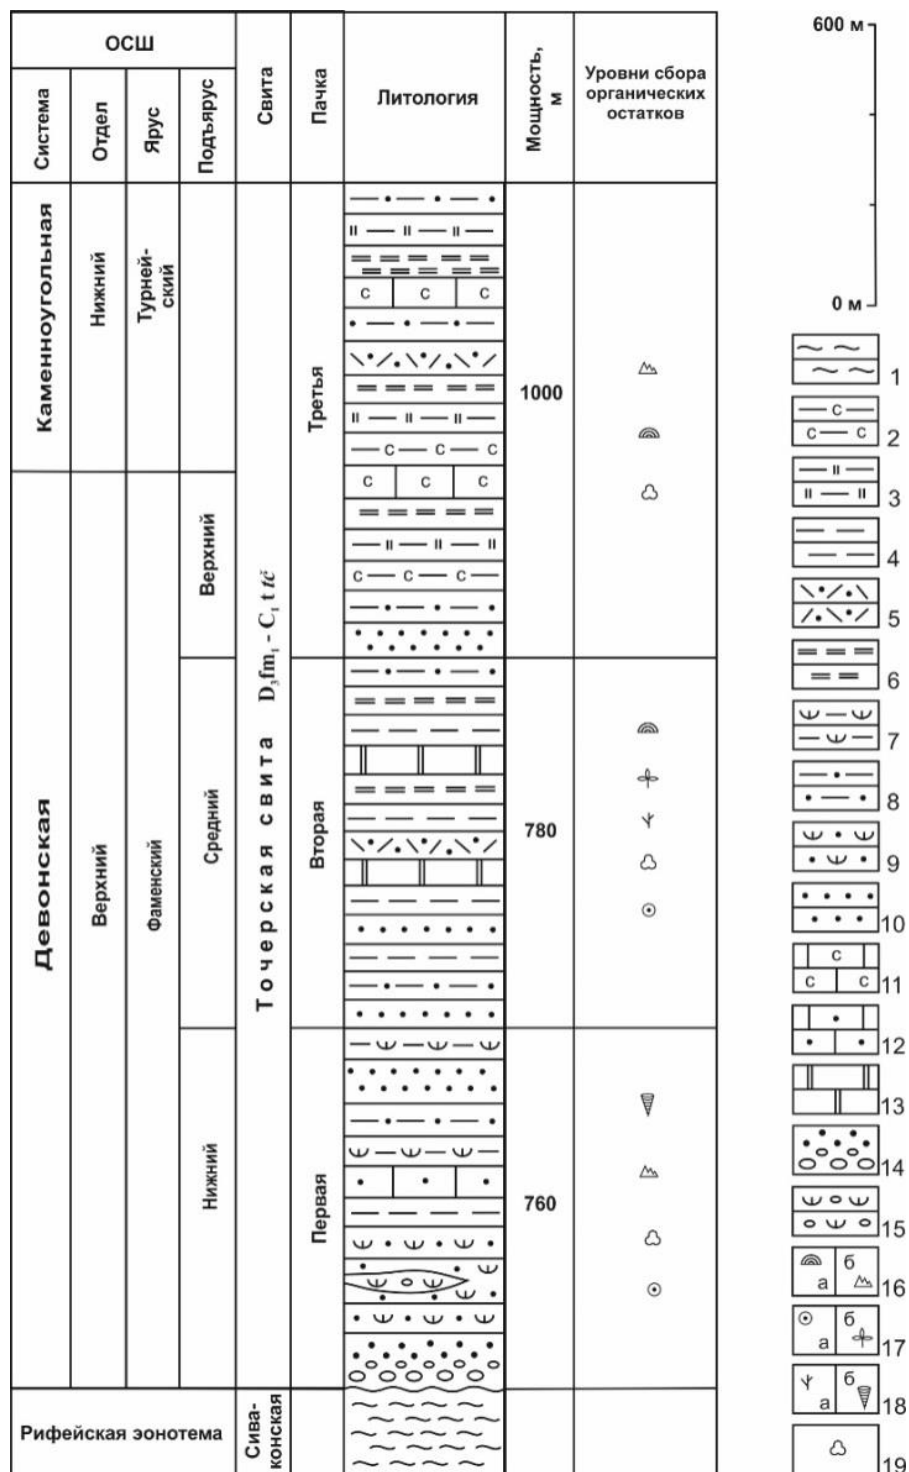 ОСШ
Система
Отдел
Ярус
Подъярус
Свита
Пачка
Литология
Мощность,
м
Уровни сбора
органических
остатков
600 м
0 м
Каменноугольная
Нижний
Турней-
ский
Девонская
Верхний
Фаменский
Верхний
Средний
Нижний
Точерская свита D₃fm₁ - C₁ t tč
Третья
Вторая
Первая
1000
780
760
Рифейская эонотема
Сива-
конская
C C C
C C C
C C C
C C C
C
C C
C
C C
1
2
3
4
5
6
7
8
9
10
11
12
13
14
15
а б 16
а б 17
а б 18
19